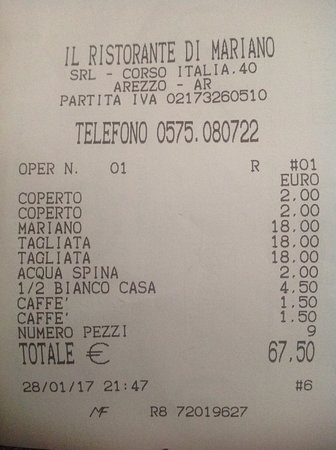 IL RISTORANTE DI MARIANO
SRL - CORSO ITALIA.40
AREZZO - AR
PARTITA IVA 02173260510
TELEFONO 0575.080722
OPER N. 01 R #01
EURO
COPERTO 2,00
COPERTO 2,00
MARIANO 18,00
TAGLIATA 18,00
TAGLIATA 18,00
ACQUA SPINA 2,00
1/2 BIANCO CASA 4,50
CAFFE' 1,50
CAFFE' 1,50
NUMERO PEZZI 9
TOTALE € 67,50
28/01/17 21:47 #6
MF R8 72019627